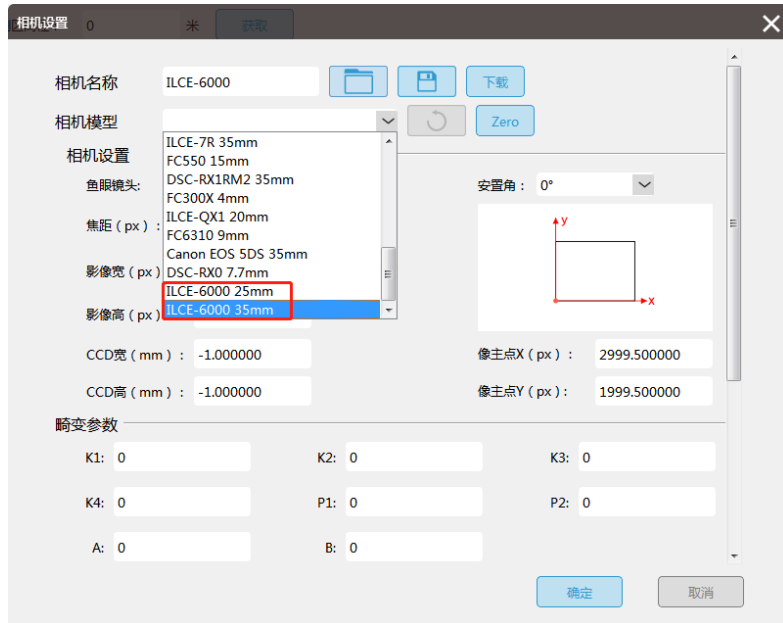 相机设置
0 米 获取
相机名称 ILCE-6000 下载
相机模型 Zero
ILCE-7R 35mm
相机设置
FC550 15mm
鱼眼镜头: DSC-RX1RM2 35mm 安置角： 0°
FC300X 4mm
ILCE-QX1 20mm
焦距（px）: FC6310 9mm y
Canon EOS 5DS 35mm
影像宽（px） DSC-RX0 7.7mm
ILCE-6000 25mm
影像高（px） ILCE-6000 35mm x
CCD宽（mm）: -1.000000 像主点X（px）: 2999.500000
CCD高（mm）: -1.000000 像主点Y（px）: 1999.500000
畸变参数
K1: 0 K2: 0 K3: 0
K4: 0 P1: 0 P2: 0
A: 0 B: 0
确定 取消